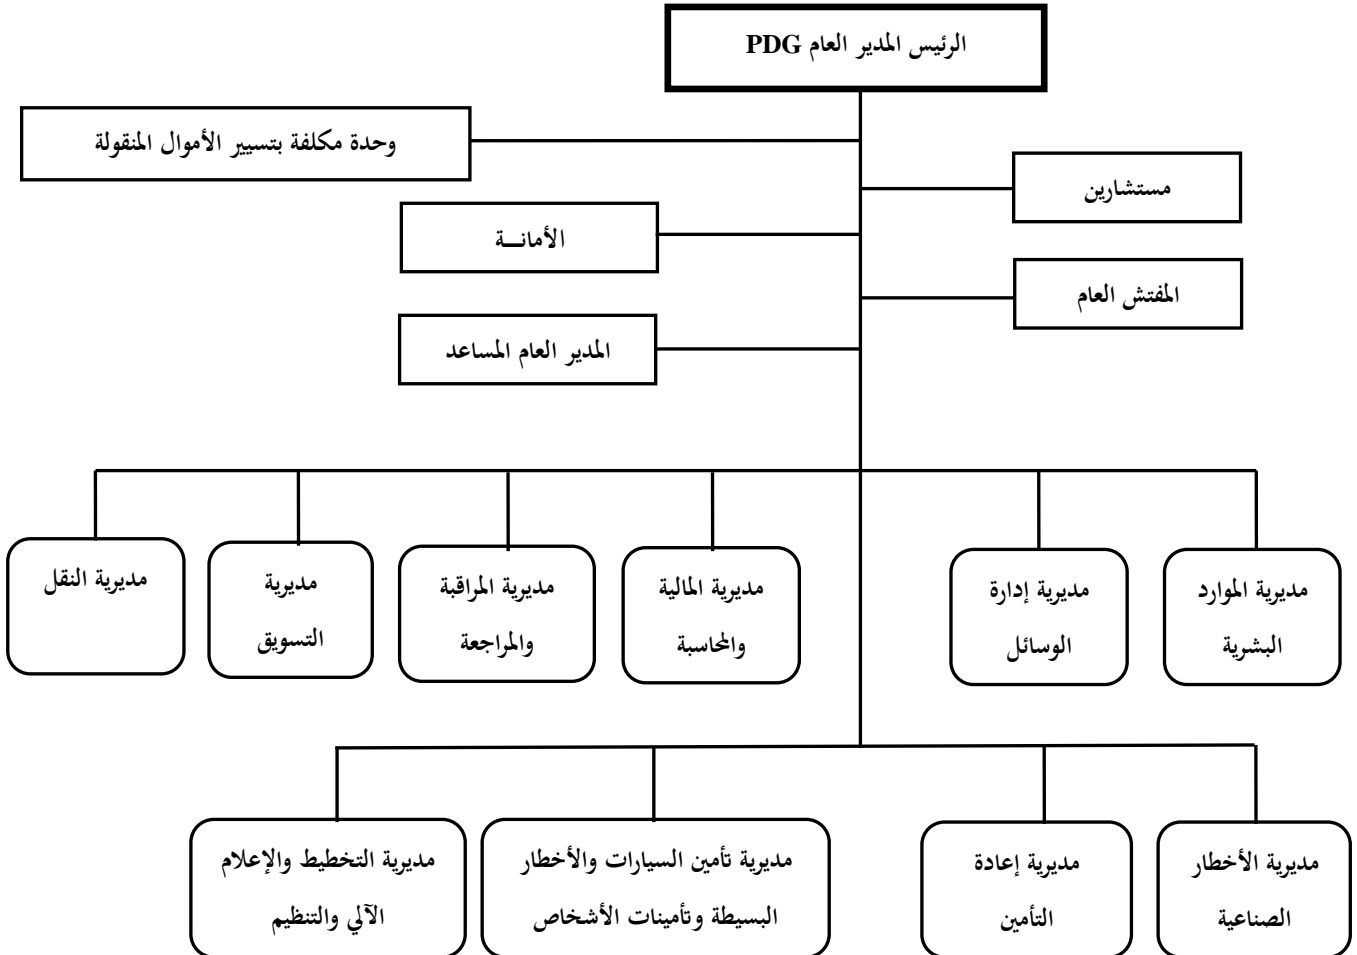 الرئيس المدير العام PDG
وحدة مكلفة بتسيير الأموال المنقولة
مستشارين
الأمانـــة
المفتش العام
المدير العام المساعد
مديرية الموارد
البشرية
مديرية إدارة
الوسائل
مديرية المالية
والمحاسبة
مديرية المراقبة
والمراجعة
مديرية
التسويق
مديرية النقل
مديرية الأخطار
الصناعية
مديرية إعادة
التأمين
مديرية تأمين السيارات والأخطار
البسيطة وتأمينات الأشخاص
مديرية التخطيط والإعلام
الآلي والتنظيم